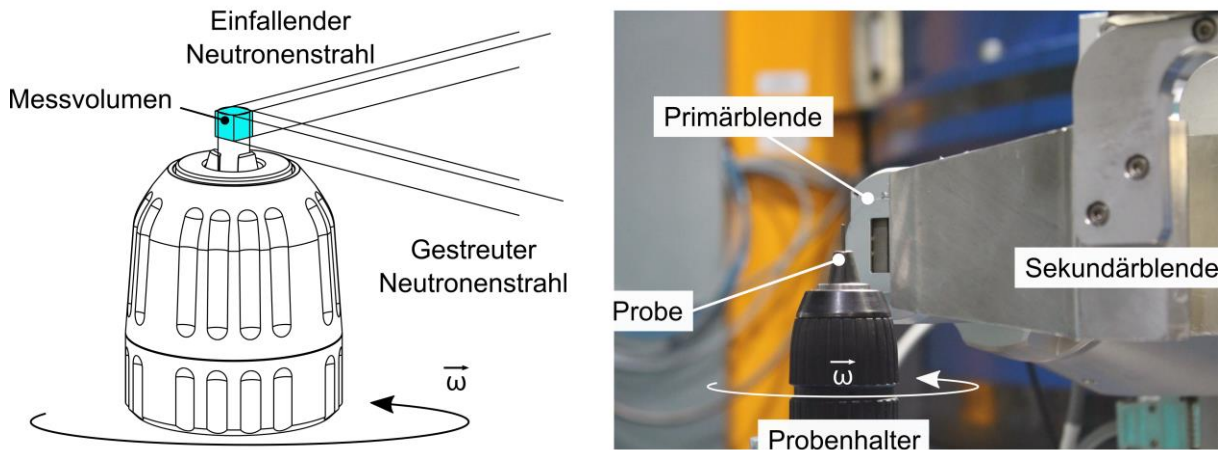 Einfallender
Neutronenstrahl
Messvolumen
Gestreuter
Neutronenstrahl
ω
Primärblende
Sekundärblende
Probe
ω
Probenhalter